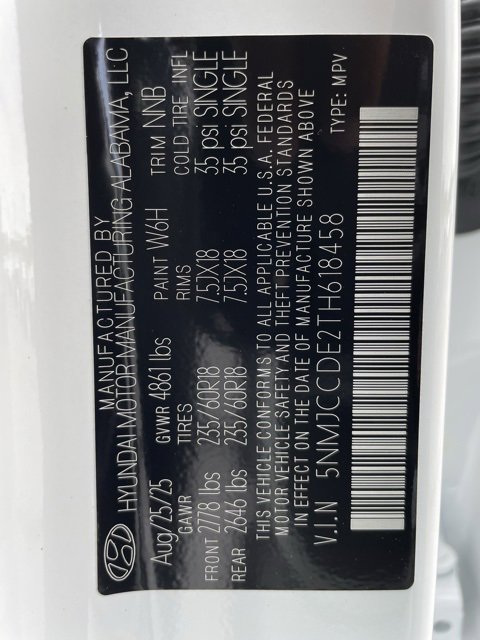 MANUFACTURED BY
HYUNDAI MOTOR MANUFACTURING ALABAMA, LLC
Aug/25/25 GVWR 4861 lbs PAINT W6H TRIM NNB
GAWR TIRES RIMS COLD TIRE INFL
FRONT 2778 lbs 235/60R18 7.5JX18 35 psi SINGLE
REAR 2646 lbs 235/60R18 7.5JX18 35 psi SINGLE
THIS VEHICLE CONFORMS TO ALL APPLICABLE U.S.A. FEDERAL
MOTOR VEHICLE SAFETY AND THEFT PREVENTION STANDARDS
IN EFFECT ON THE DATE OF MANUFACTURE SHOWN ABOVE
V.I.N 5NMJCCDE2TH618458 TYPE: MPV